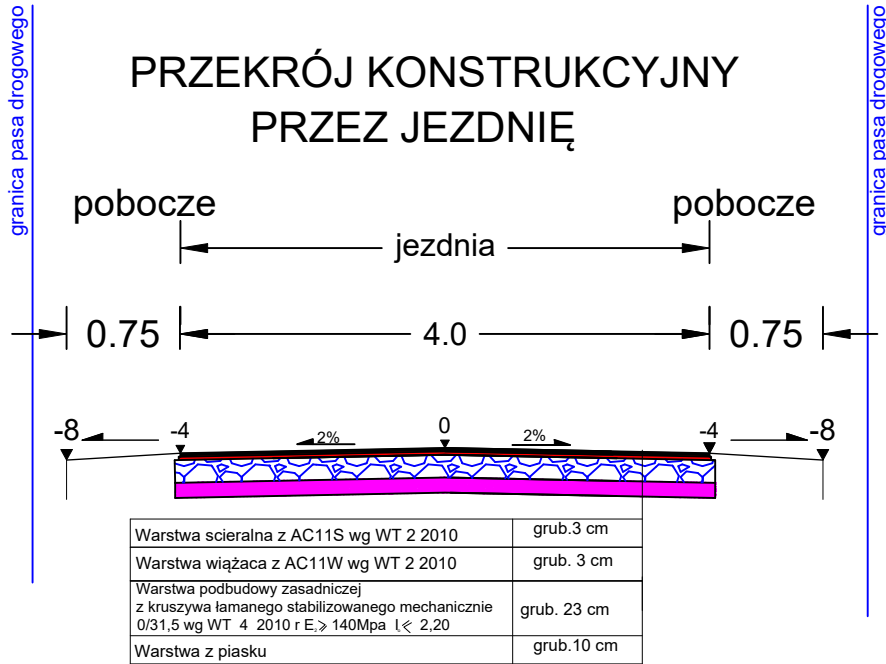 granica pasa drogowego
PRZEKRÓJ KONSTRUKCYJNY
PRZEZ JEZDNIĘ
granica pasa drogowego
pobocze
pobocze
jezdnia
0.75
4.0
0.75
-8
-4
2%
0
2%
-4
-8
Warstwa scieralna z AC11S wg WT 2 2010
grub.3 cm
Warstwa wiążaca z AC11W wg WT 2 2010
grub. 3 cm
Warstwa podbudowy zasadniczej
z kruszywa łamanego stabilizowanego mechanicznie
0/31,5 wg WT 4 2010 r E > 140Mpa I < 2,20
grub. 23 cm
Warstwa z piasku
grub.10 cm